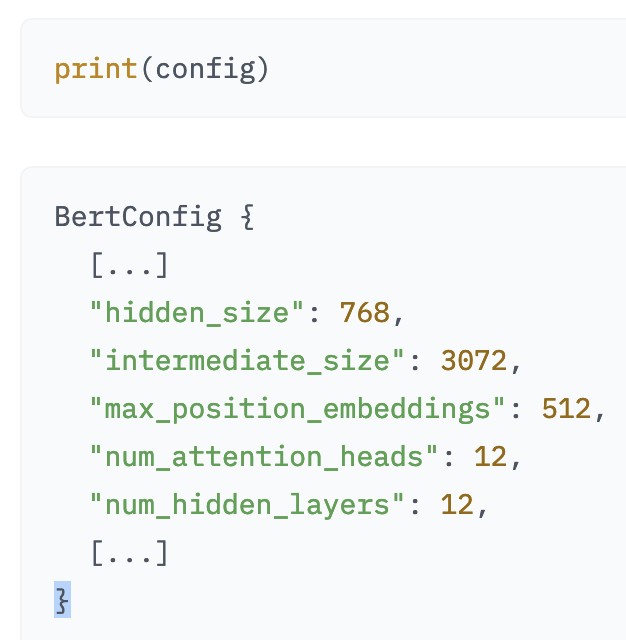 print(config)
BertConfig {
[...]
"hidden_size": 768,
"intermediate_size": 3072,
"max_position_embeddings": 512,
"num_attention_heads": 12,
"num_hidden_layers": 12,
[...]
}